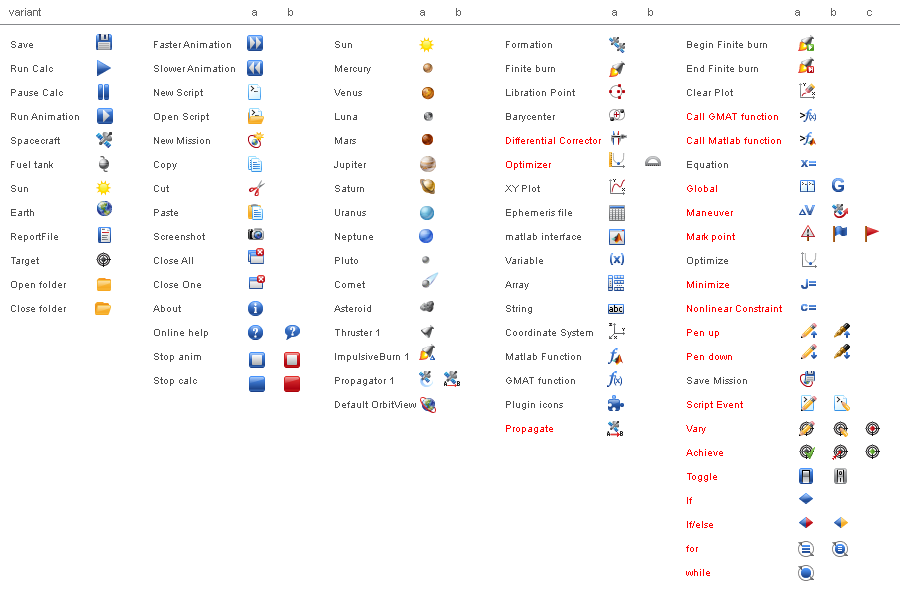 variant a b a b a b a b c
Save
Run Calc
Pause Calc
Run Animation
Spacecraft
Fuel tank
Sun
Earth
ReportFile
Target
Open folder
Close folder
Faster Animation
Slower Animation
New Script
Open Script
New Mission
Copy
Cut
Paste
Screenshot
Close All
Close One
About
Online help
Stop anim
Stop calc
Sun
Mercury
Venus
Luna
Mars
Jupiter
Saturn
Uranus
Neptune
Pluto
Comet
Asteroid
Thruster 1
ImpulsiveBurn 1
Propagator 1 A B
Default OrbitView
Formation
Finite burn
Libration Point
Barycenter
Differential Corrector
Optimizer
XY Plot
Ephemeris file
matlab interface
Variable (x)
Array
String abc
Coordinate System
Matlab Function f
GMAT function f(x)
Plugin icons
Propagate A B
Begin Finite burn
End Finite burn
Clear Plot
Call GMAT function >f(x)
Call Matlab function >f
Equation x=
Global G
Maneuver ΔV
Mark point
Optimize
Minimize J=
Nonlinear Constraint c=
Pen up
Pen down
Save Mission
Script Event
Vary
Achieve
Toggle
If
If/else
for
while